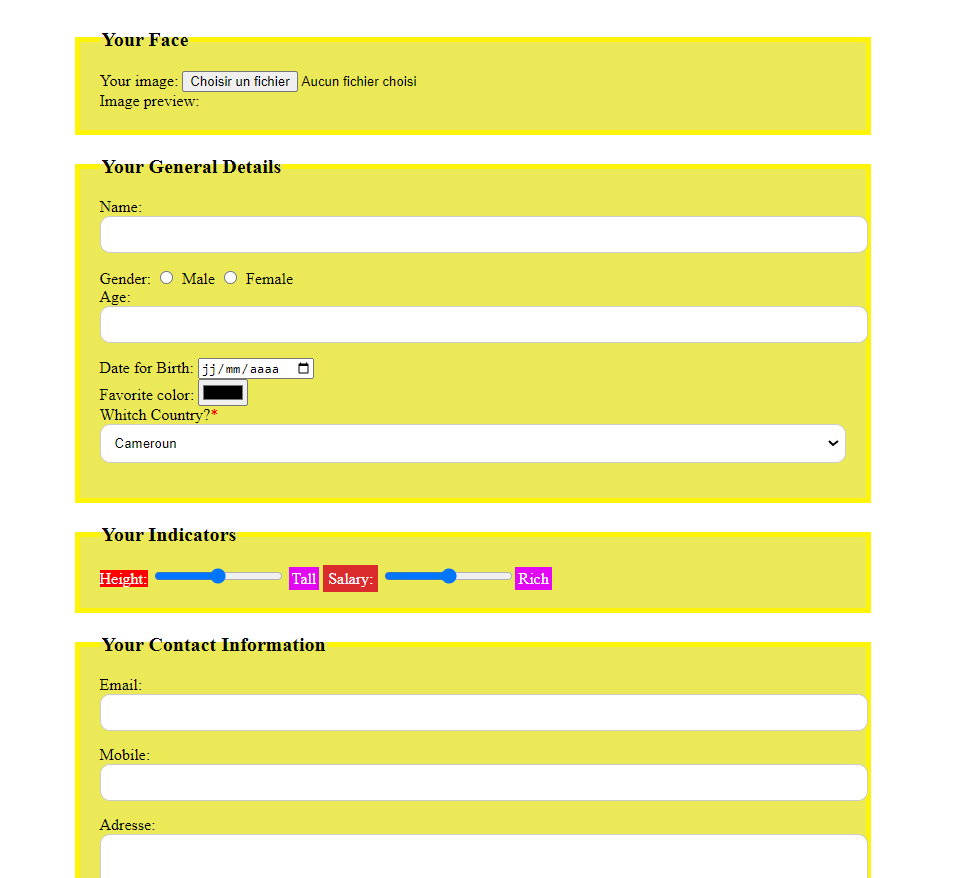 Your Face
Your image: Choisir un fichier Aucun fichier choisi
Image preview:
Your General Details
Name:
Gender: Male Female
Age:
Date for Birth: jj/mm/aaaa
Favorite color:
Whitch Country?*
Cameroun
Your Indicators
Height: Tall Salary: Rich
Your Contact Information
Email:
Mobile:
Adresse: